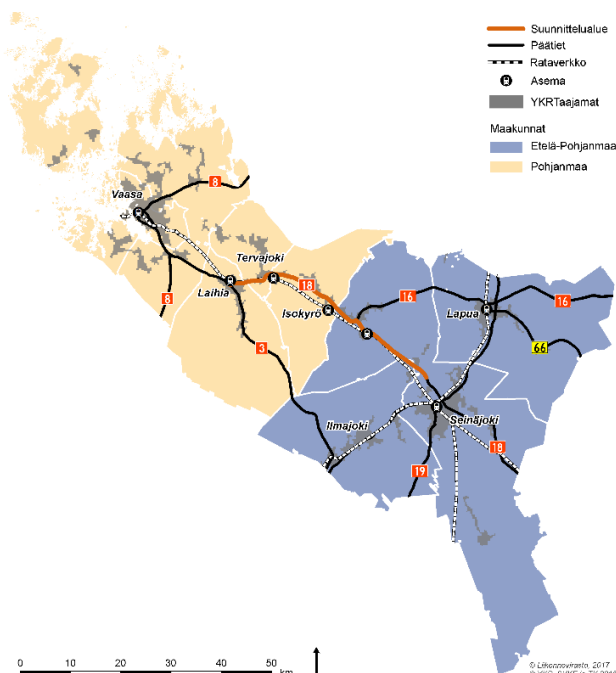 Suunnittelualue
Päätiet
Rataverkko
Asema
YKRTaajamat
Maakunnat
Etelä-Pohjanmaa
Pohjanmaa
8
Vaasa
Tervajoki
18
8
Laihia
Isokyrö
16
16
Lapua
3
66
Ilmajoki
Seinäjoki
19
18
0 10 20 30 40 50
km
© Liikennevirasto, 2017